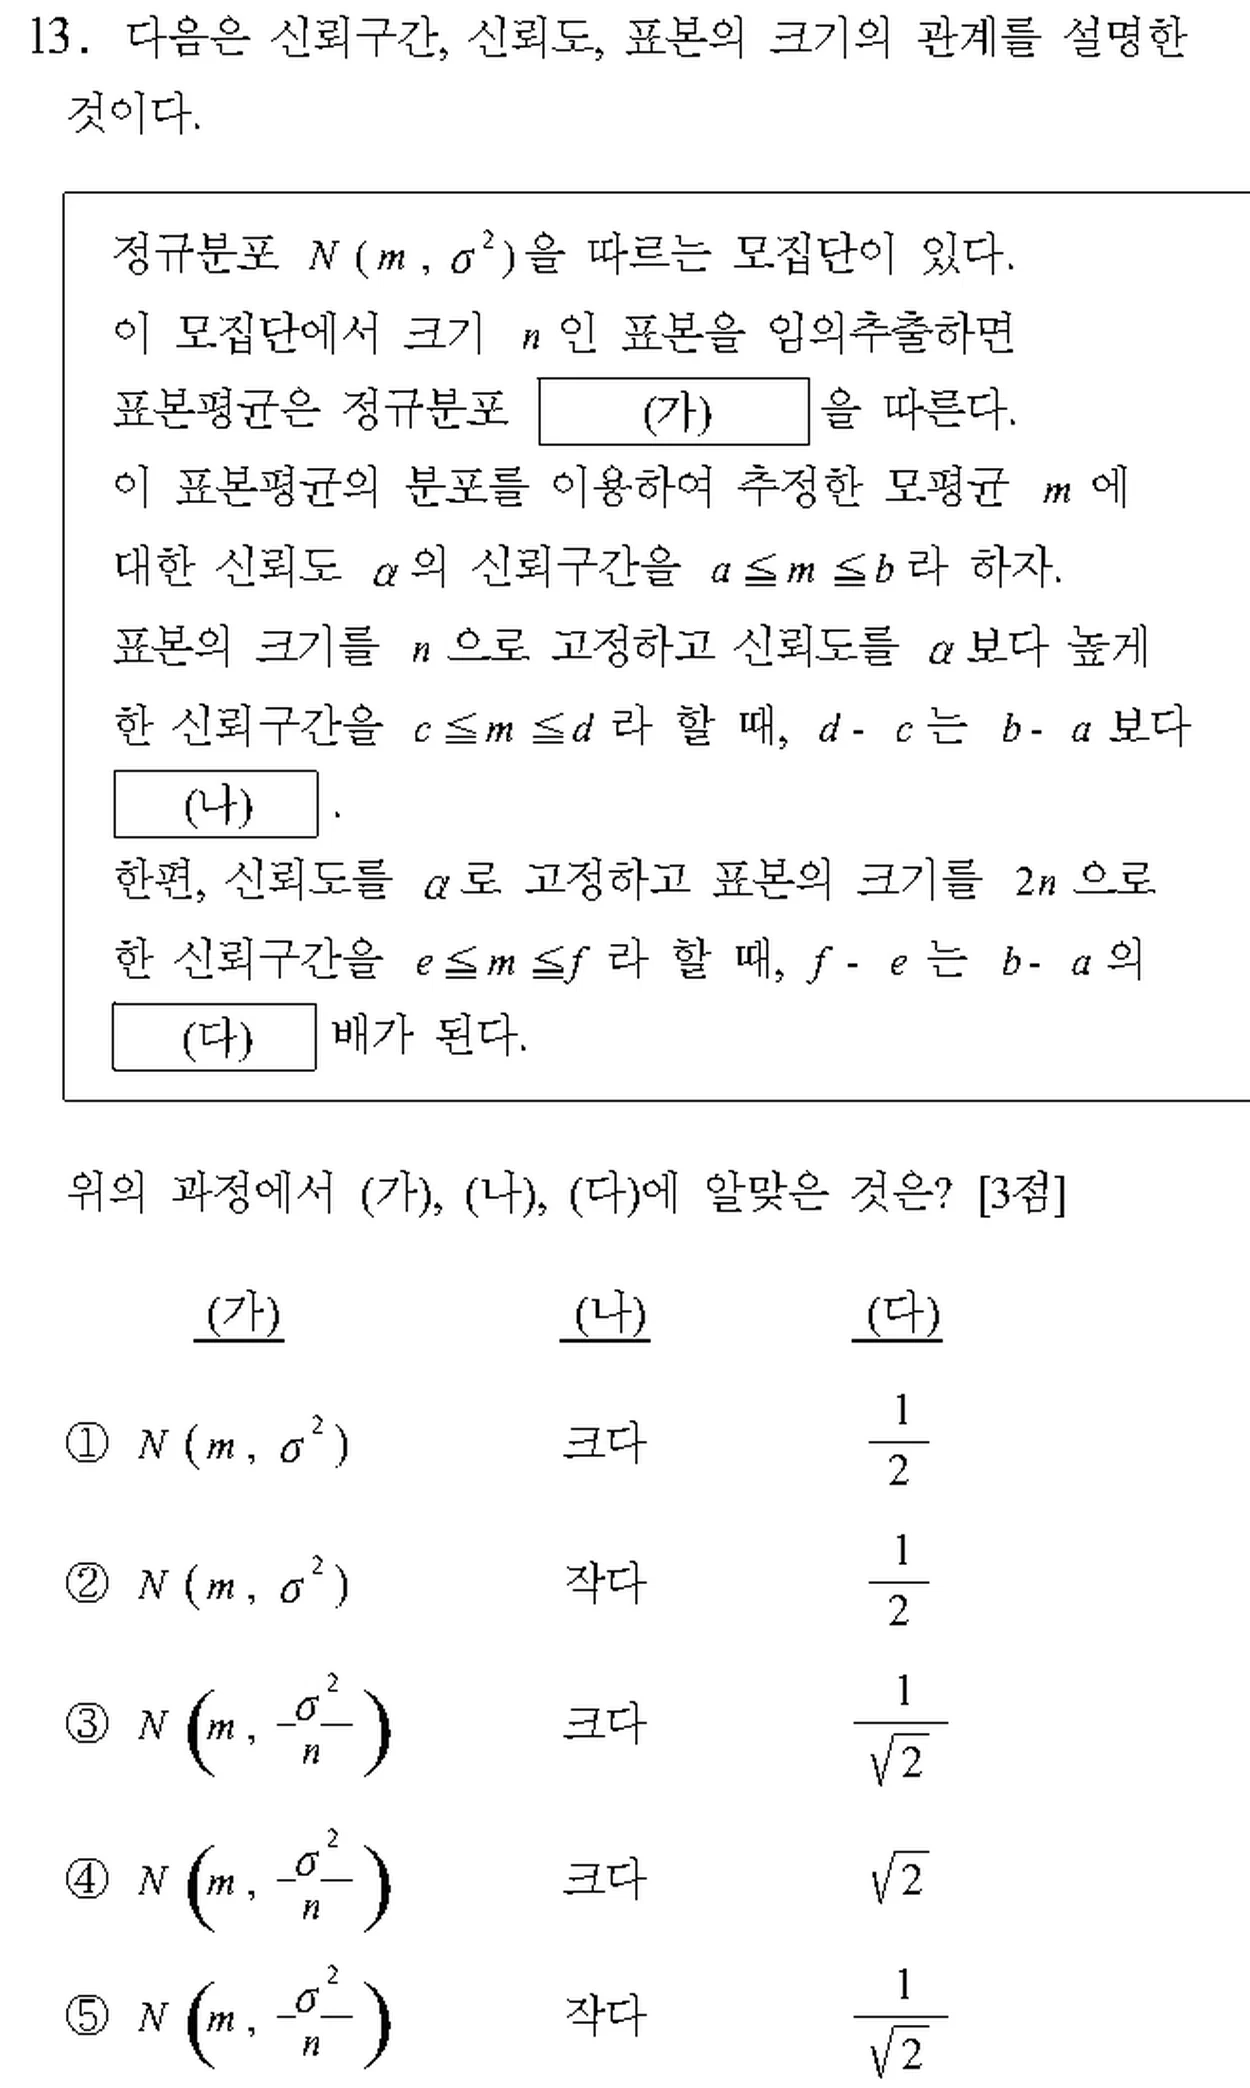 13. 다음은 신뢰구간, 신뢰도, 표본의 크기의 관계를 설명한
것이다.
정규분포 N(m, σ²)을 따르는 모집단이 있다.
이 모집단에서 크기 n인 표본을 임의추출하면
표본평균은 정규분포 (가) 을 따른다.
이 표본평균의 분포를 이용하여 추정한 모평균 m에
대한 신뢰도 α의 신뢰구간을 a≦m≦b라 하자.
표본의 크기를 n으로 고정하고 신뢰도를 α보다 높게
한 신뢰구간을 c≦m≦d라 할 때, d- c는 b- a보다
(나) .
한편, 신뢰도를 α로 고정하고 표본의 크기를 2n으로
한 신뢰구간을 e≦m≦f라 할 때, f- e는 b- a의
(다) 배가 된다.
위의 과정에서 (가), (나), (다)에 알맞은 것은? [3점]
(가) (나) (다)
① N(m, σ²) 크다 1/2
② N(m, σ²) 작다 1/2
③ N(m, σ²/n) 크다 1/√2
④ N(m, σ²/n) 크다 √2
⑤ N(m, σ²/n) 작다 1/√2